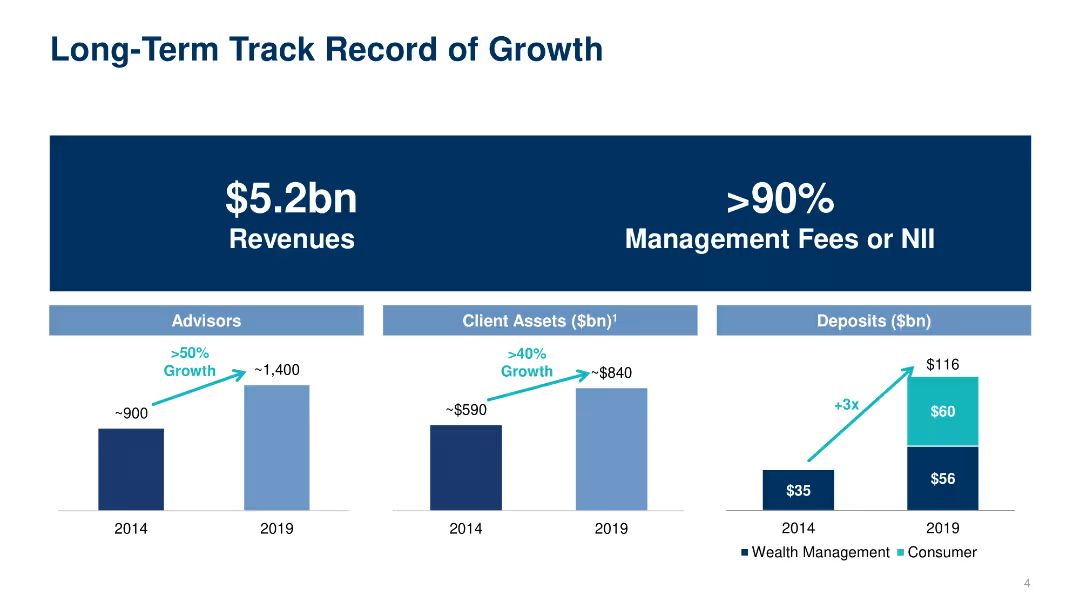 Long-Term Track Record of Growth
$5.2bn
Revenues
>90%
Management Fees or NII
Advisors
>50%
Growth
~900
~1,400
2014
2019
Client Assets ($bn)¹
>40%
Growth
~$590
~$840
2014
2019
Deposits ($bn)
+3x
$116
$60
$56
$35
2014
2019
Wealth Management
Consumer
4